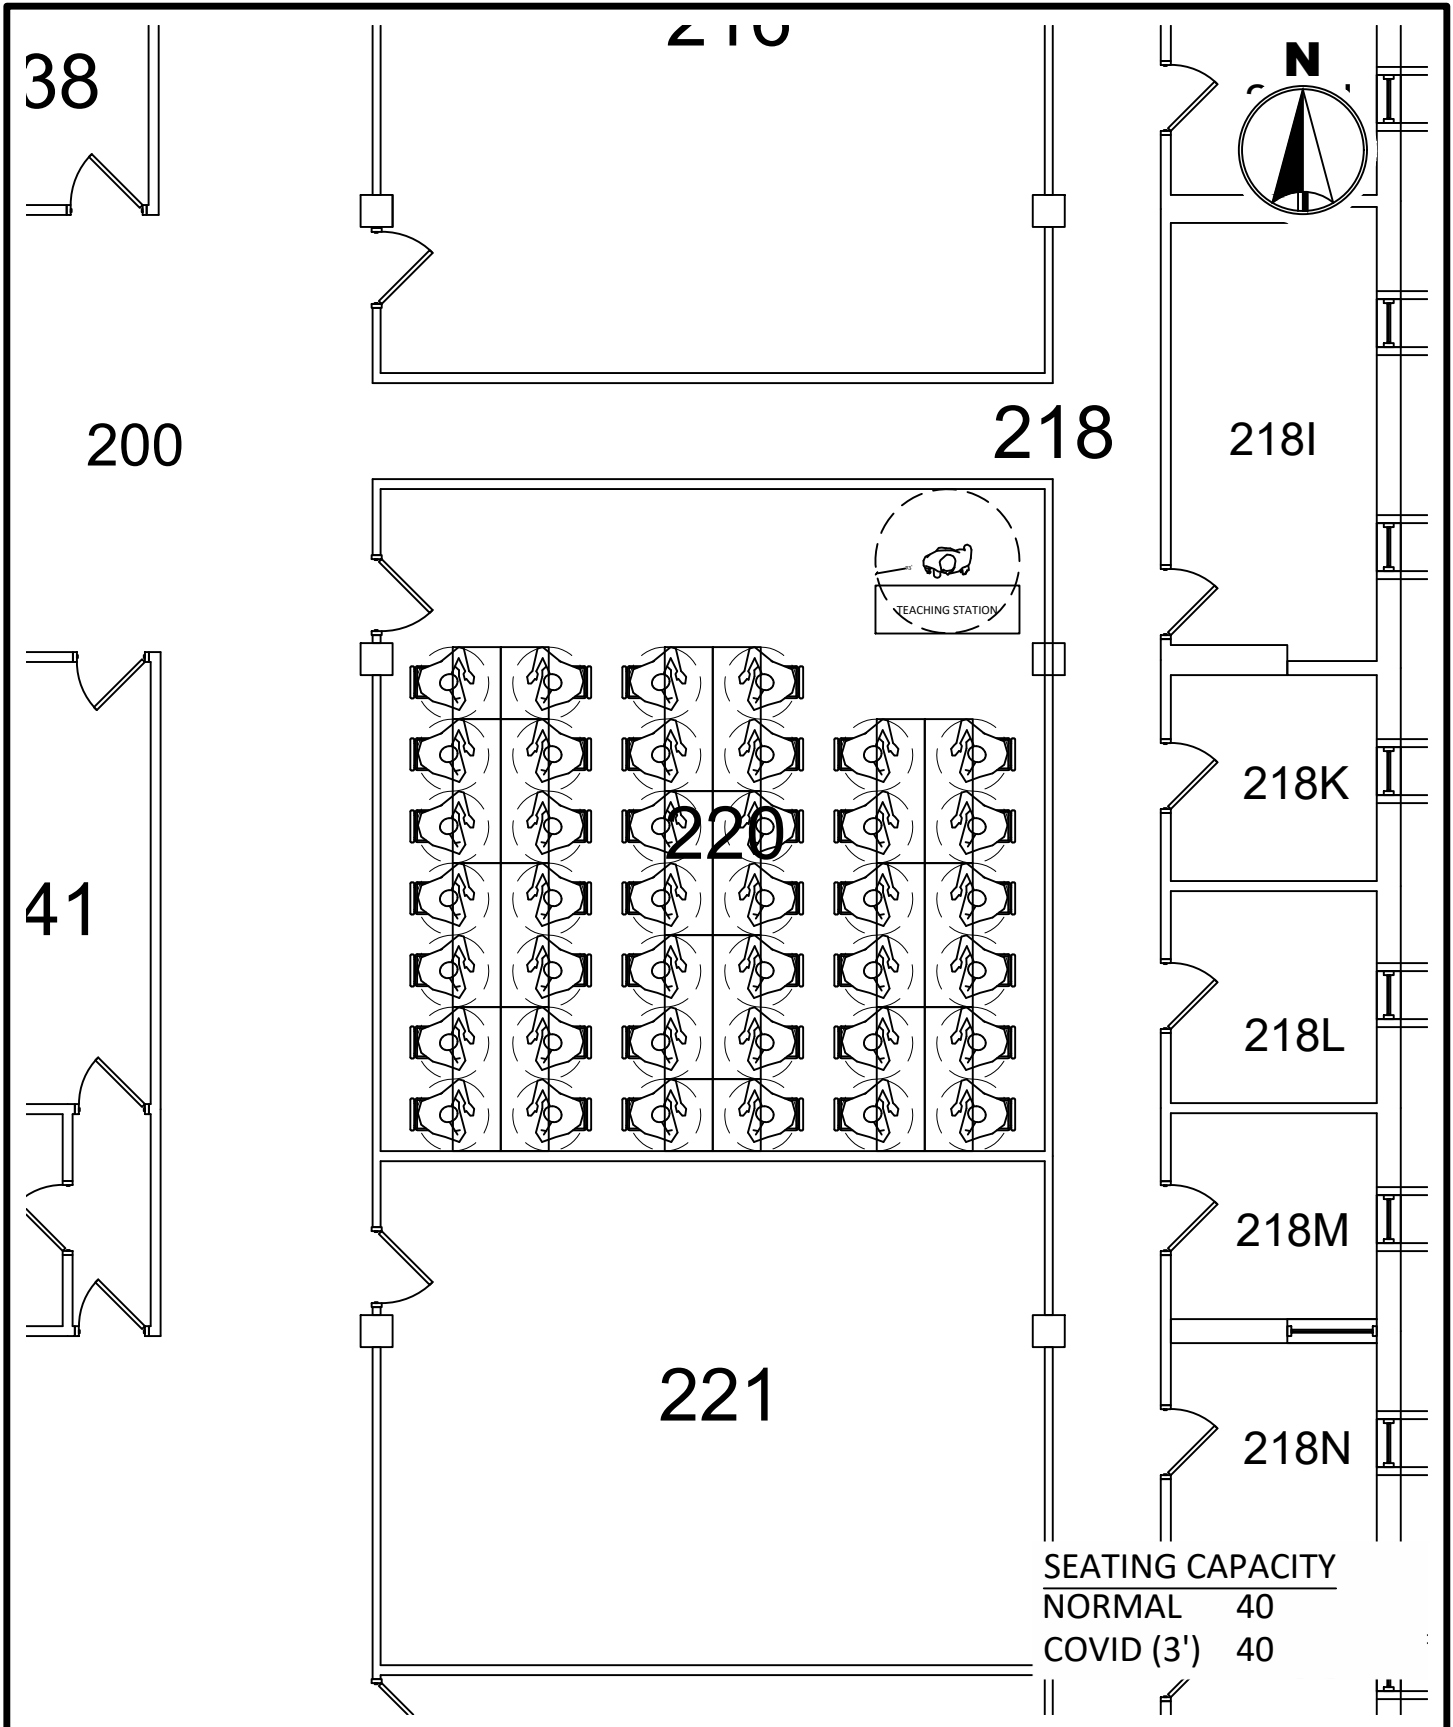 38
N
200
218
218I
TEACHING STATION
218K
220
41
218L
218M
221
218N
SEATING CAPACITY
NORMAL 40
COVID (3') 40